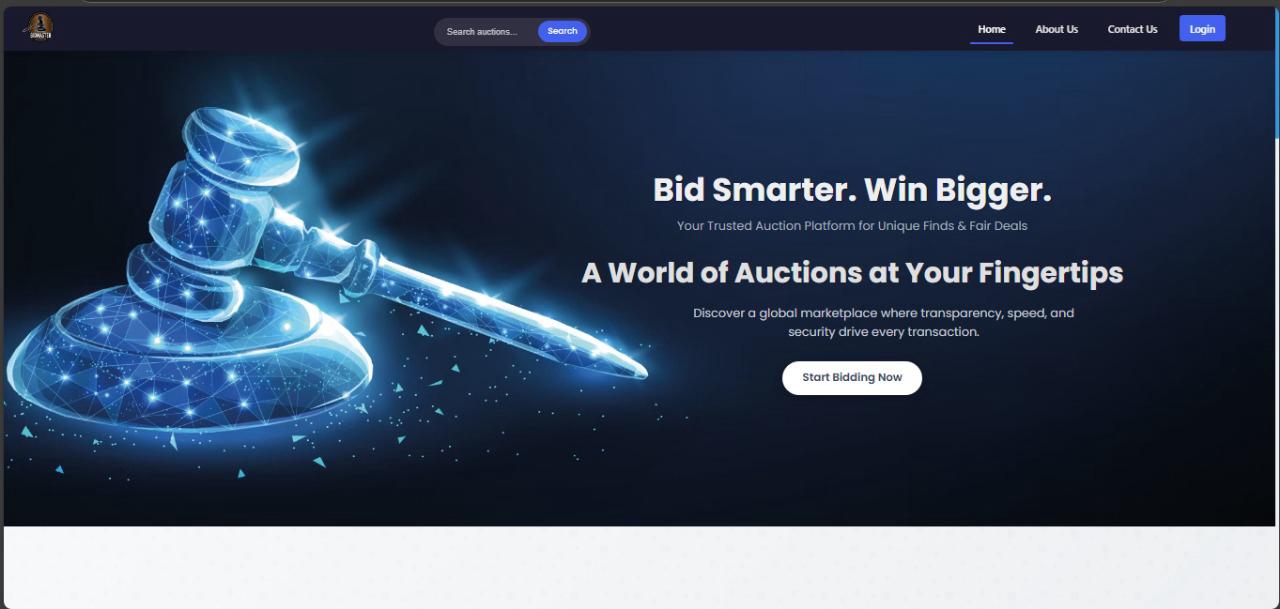 Search auctions...
Search
Home
About Us
Contact Us
Login
Bid Smarter. Win Bigger.
Your Trusted Auction Platform for Unique Finds & Fair Deals
A World of Auctions at Your Fingertips
Discover a global marketplace where transparency, speed, and
security drive every transaction.
Start Bidding Now